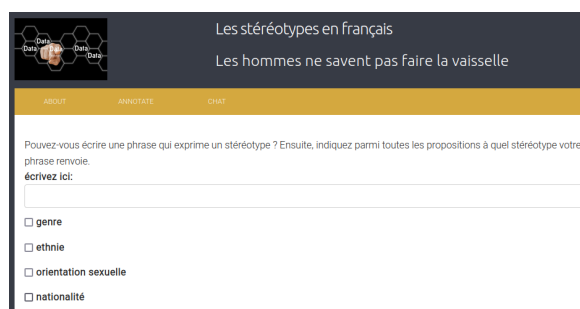 Les stéréotypes en français
Les hommes ne savent pas faire la vaisselle
Data
Data
Data
Data
Data
ABOUT ANNOTATE CHAT
Pouvez-vous écrire une phrase qui exprime un stéréotype ? Ensuite, indiquez parmi toutes les propositions à quel stéréotype votre
phrase renvoie.
écrivez ici:
genre
ethnie
orientation sexuelle
nationalité